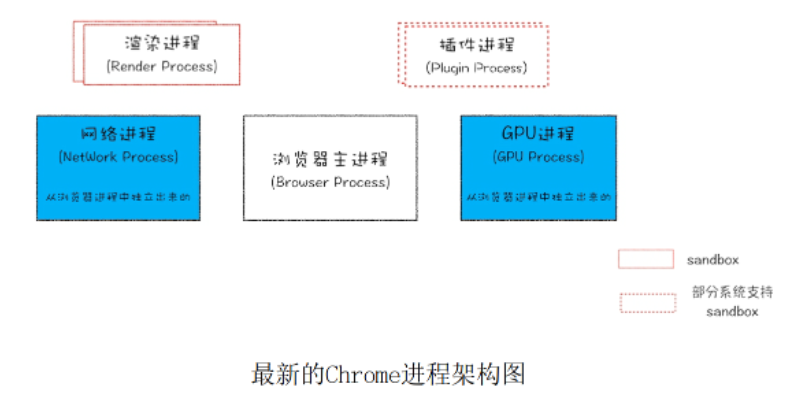 渲染进程
(Render Process)
插件进程
(Plugin Process)
网络进程
(NetWork Process)
从浏览器进程中独立出来的
浏览器主进程
(Browser Process)
GPU进程
(GPU Process)
从浏览器进程中独立出来的
sandbox
部分系统支持
sandbox
最新的Chrome进程架构图